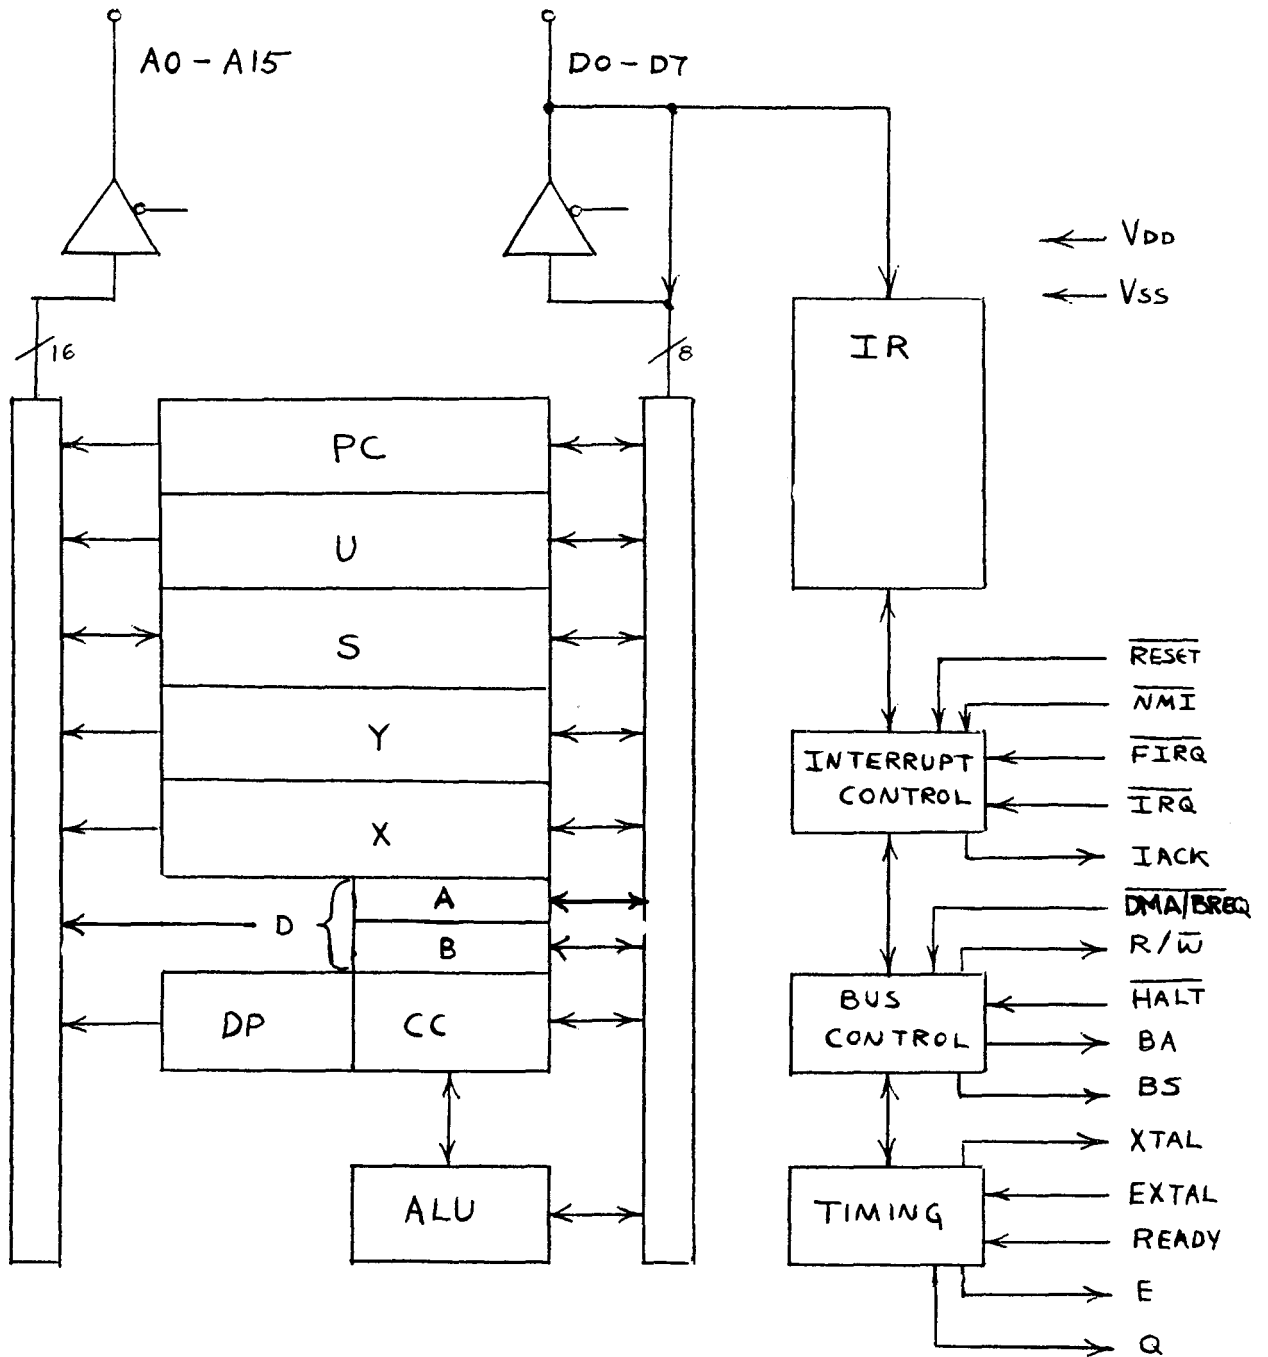 A0 - A15
D0 - D7
VDD
VSS
16
8
IR
PC
U
S
Y
X
A
D
B
DP
CC
ALU
RESET
NMI
INTERRUPT
CONTROL
FIRQ
IRQ
IACK
DMA/BREQ
R/W̅
BUS
CONTROL
HALT
BA
BS
XTAL
TIMING
EXTAL
READY
E
Q